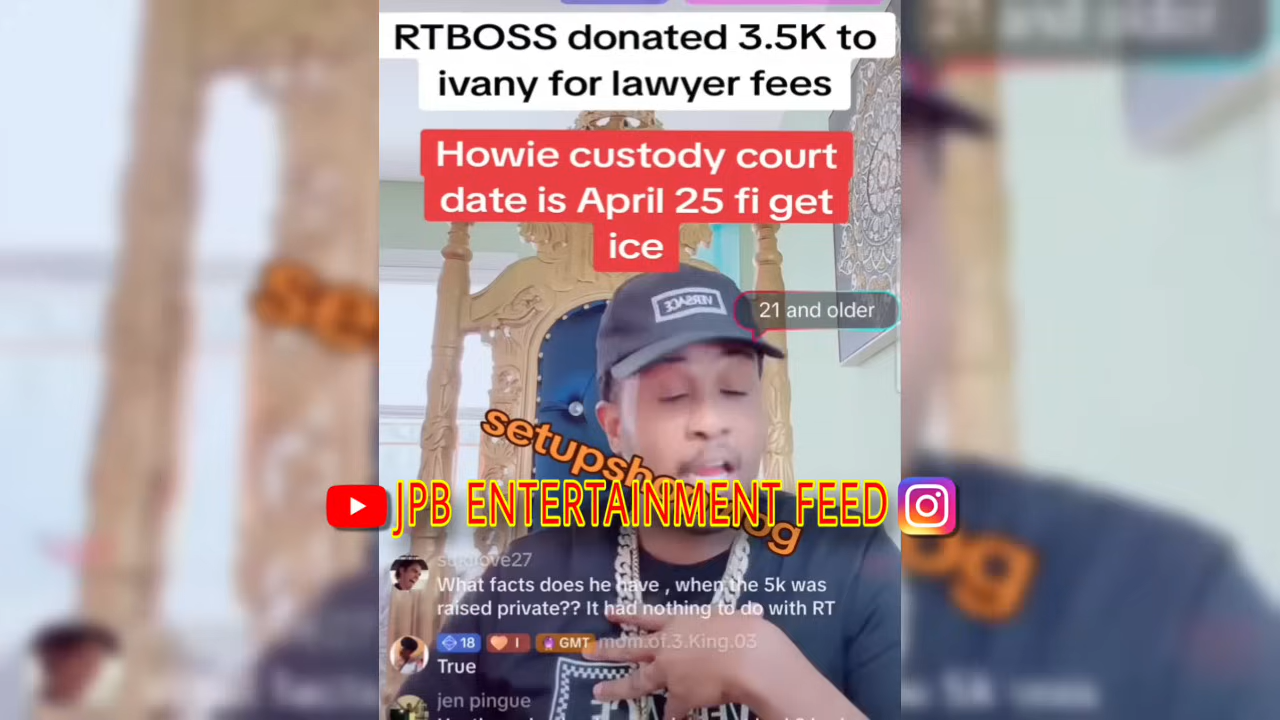 RTBOSS donated 3.5K to
ivany for lawyer fees
Howie custody court
date is April 25 fi get
ice
VERSACE
21 and older
JPB ENTERTAINMENT FEED
What facts does he have , when the 5k was
raised private?? It had nothing to do with RT
18 I GMT mom.of.3.King.03
True
jen pingue